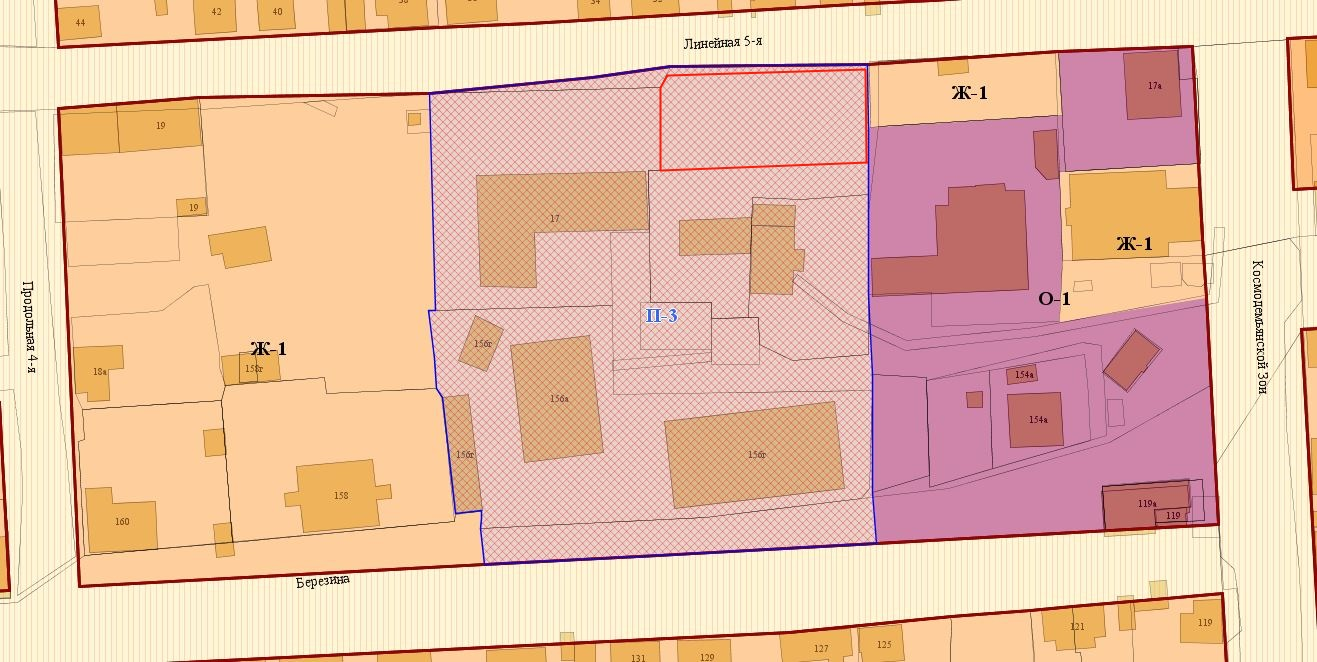 44
42
40
34
Линейная 5-я
Ж-1
17а
19
19
17
Ж-1
О-1
П-3
Продольная 4-я
Космодемьянской Зои
Ж-1
156г
18а
158г
156а
154а
154а
156г
156г
158
160
119а
119
Березина
121
119
125
127
129
131